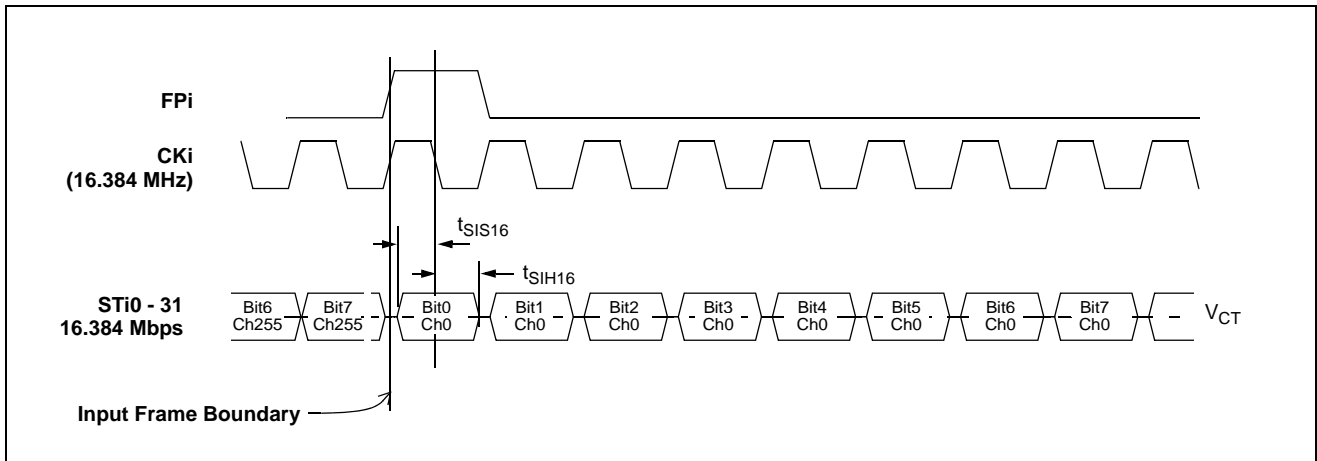 FPi
CKi
(16.384 MHz)
tSIS16
tSIH16
STi0 - 31
16.384 Mbps
Bit6 Bit7 Bit0 Bit1 Bit2 Bit3 Bit4 Bit5 Bit6 Bit7
Ch255 Ch255 Ch0 Ch0 Ch0 Ch0 Ch0 Ch0 Ch0 Ch0
VCT
Input Frame Boundary